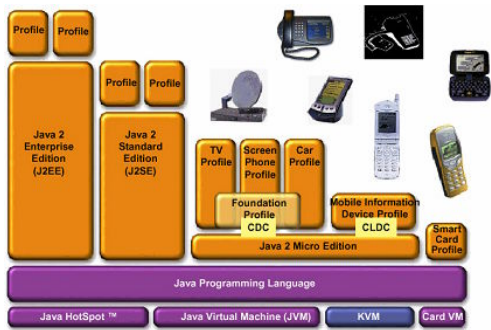 Profile Profile
Profile Profile
Java 2
Enterprise
Edition
(J2EE)
Java 2
Standard
Edition
(J2SE)
TV
Profile
Screen
Phone
Profile
Car
Profile
Foundation
Profile
CDC
Mobile Information
Device Profile
CLDC
Smart
Card
Profile
Java 2 Micro Edition
Java Programming Language
Java HotSpot ™
Java Virtual Machine (JVM)
KVM
Card VM